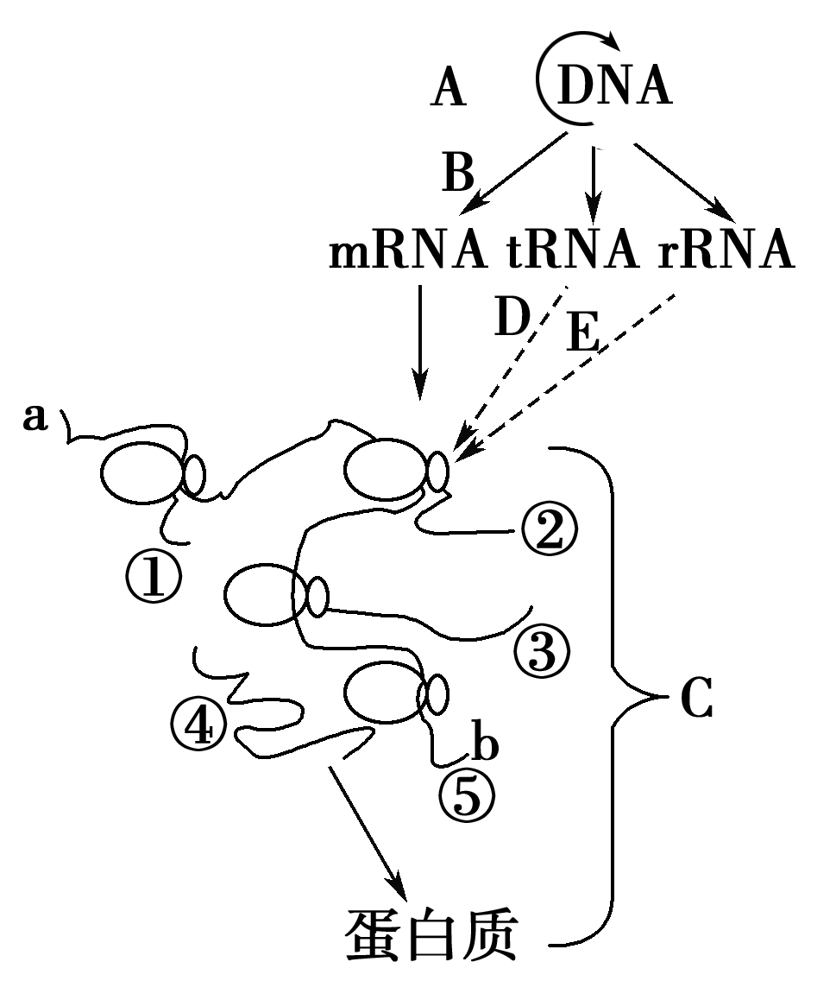 A DNA
B
mRNA tRNA rRNA
D E
a
②
①
③
④
C
b
⑤
蛋白质